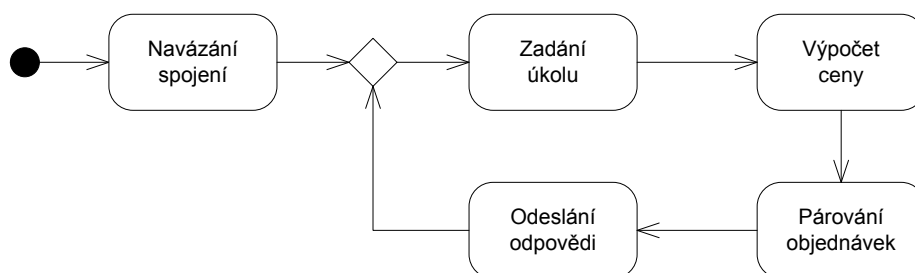 Navázání
spojení
Zadání
úkolu
Výpočet
ceny
Odeslání
odpovědi
Párování
objednávek